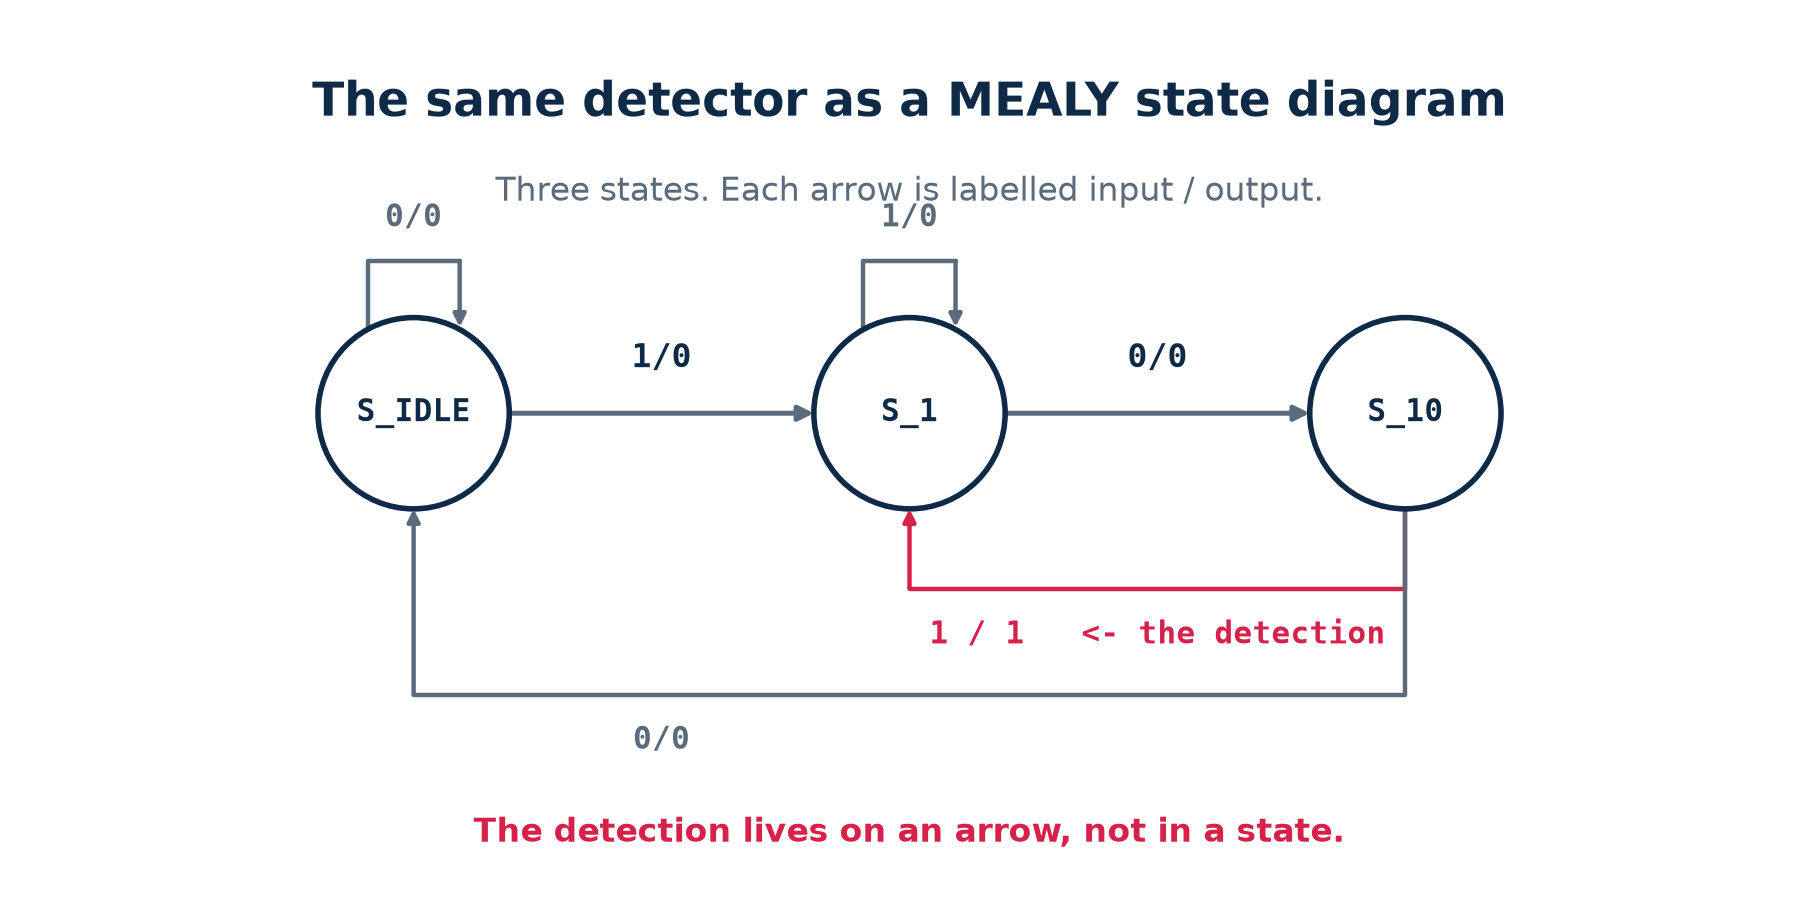 The same detector as a MEALY state diagram
Three states. Each arrow is labelled input / output.
0/0
1/0
1/0
0/0
S_IDLE
S_1
S_10
1 / 1 <- the detection
0/0
The detection lives on an arrow, not in a state.